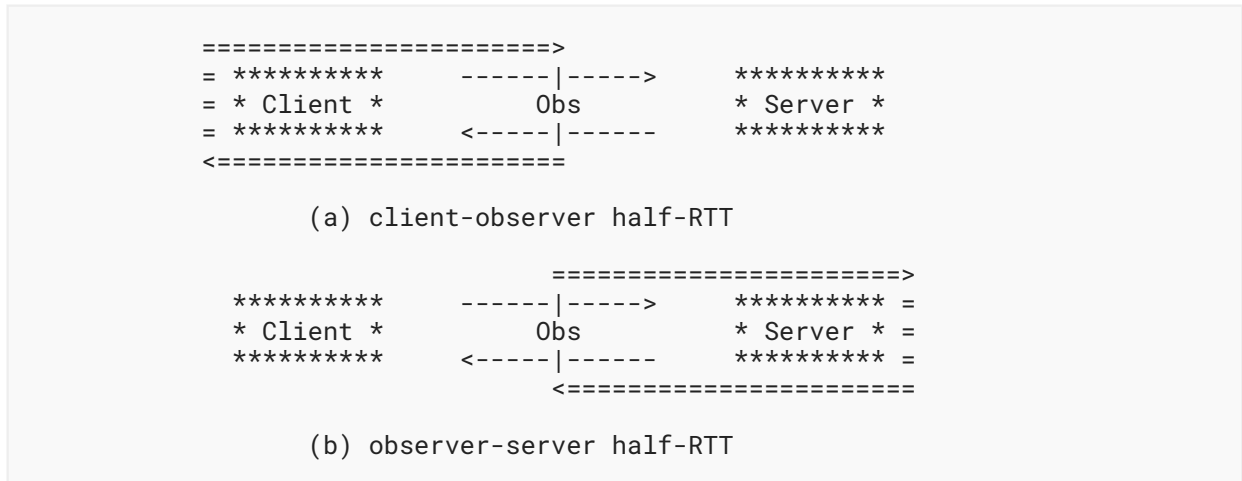 =======================>
= **********     ------|----->     **********
= * Client *         Obs          * Server *
= **********     <-----|------     **********
<=======================
(a) client-observer half-RTT
=======================>
**********     ------|----->     ********** =
* Client *         Obs          * Server * =
**********     <-----|------     ********** =
<=======================
(b) observer-server half-RTT